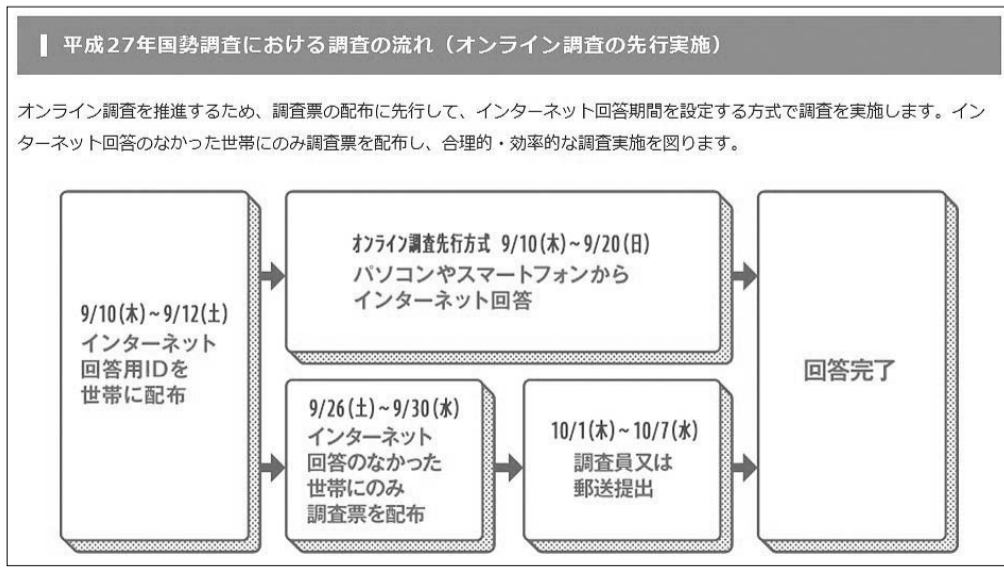 平成27年国勢調査における調査の流れ（オンライン調査の先行実施）
オンライン調査を推進するため、調査票の配布に先行して、インターネット回答期間を設定する方式で調査を実施します。イン
ターネット回答のなかった世帯にのみ調査票を配布し、合理的・効率的な調査実施を図ります。
9/10(木)~9/12(土)
インターネット
回答用IDを
世帯に配布
オンライン調査先行方式 9/10(木)~9/20(日)
パソコンやスマートフォンから
インターネット回答
9/26(土)~9/30(水)
インターネット
回答のなかった
世帯にのみ
調査票を配布
10/1(木)~10/7(水)
調査員又は
郵送提出
回答完了